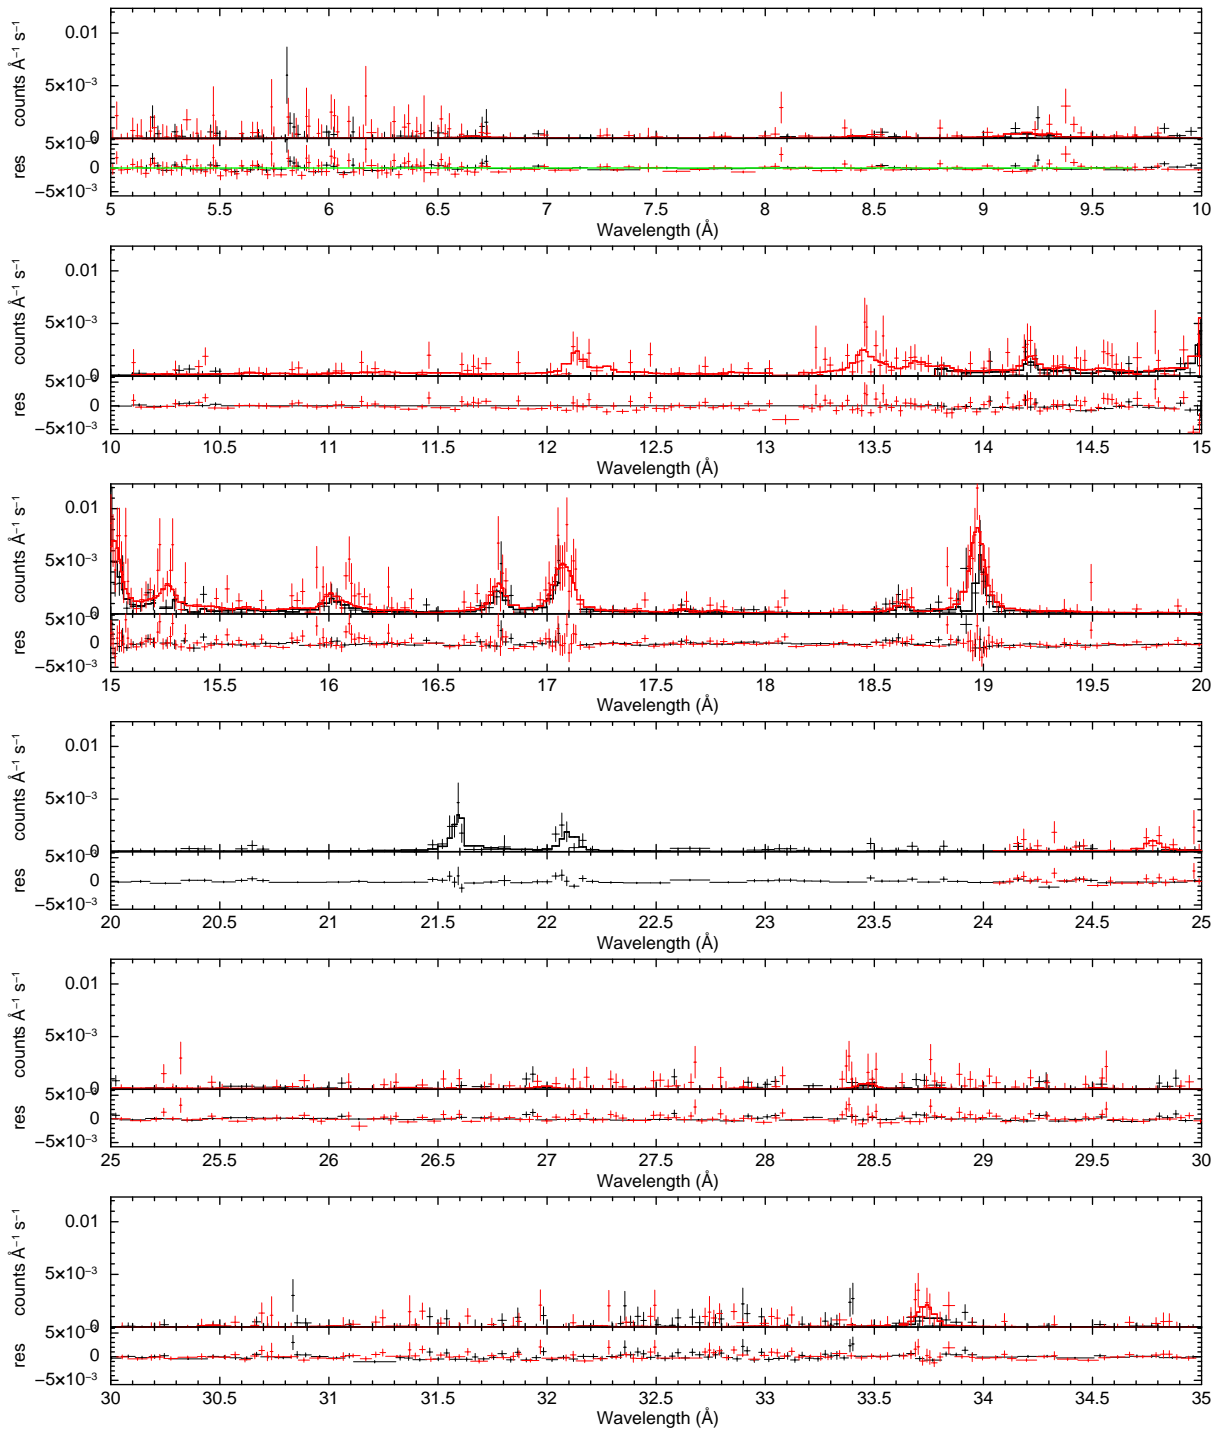 0.01
5×10⁻³
0
counts Å⁻¹ s⁻¹
5×10⁻³
0
−5×10⁻³
res
5 5.5 6 6.5 7 7.5 8 8.5 9 9.5 10
Wavelength (Å)
0.01
5×10⁻³
0
counts Å⁻¹ s⁻¹
5×10⁻³
0
−5×10⁻³
res
10 10.5 11 11.5 12 12.5 13 13.5 14 14.5 15
Wavelength (Å)
0.01
5×10⁻³
0
counts Å⁻¹ s⁻¹
5×10⁻³
0
−5×10⁻³
res
15 15.5 16 16.5 17 17.5 18 18.5 19 19.5 20
Wavelength (Å)
0.01
5×10⁻³
0
counts Å⁻¹ s⁻¹
5×10⁻³
0
−5×10⁻³
res
20 20.5 21 21.5 22 22.5 23 23.5 24 24.5 25
Wavelength (Å)
0.01
5×10⁻³
0
counts Å⁻¹ s⁻¹
5×10⁻³
0
−5×10⁻³
res
25 25.5 26 26.5 27 27.5 28 28.5 29 29.5 30
Wavelength (Å)
0.01
5×10⁻³
0
counts Å⁻¹ s⁻¹
5×10⁻³
0
−5×10⁻³
res
30 30.5 31 31.5 32 32.5 33 33.5 34 34.5 35
Wavelength (Å)